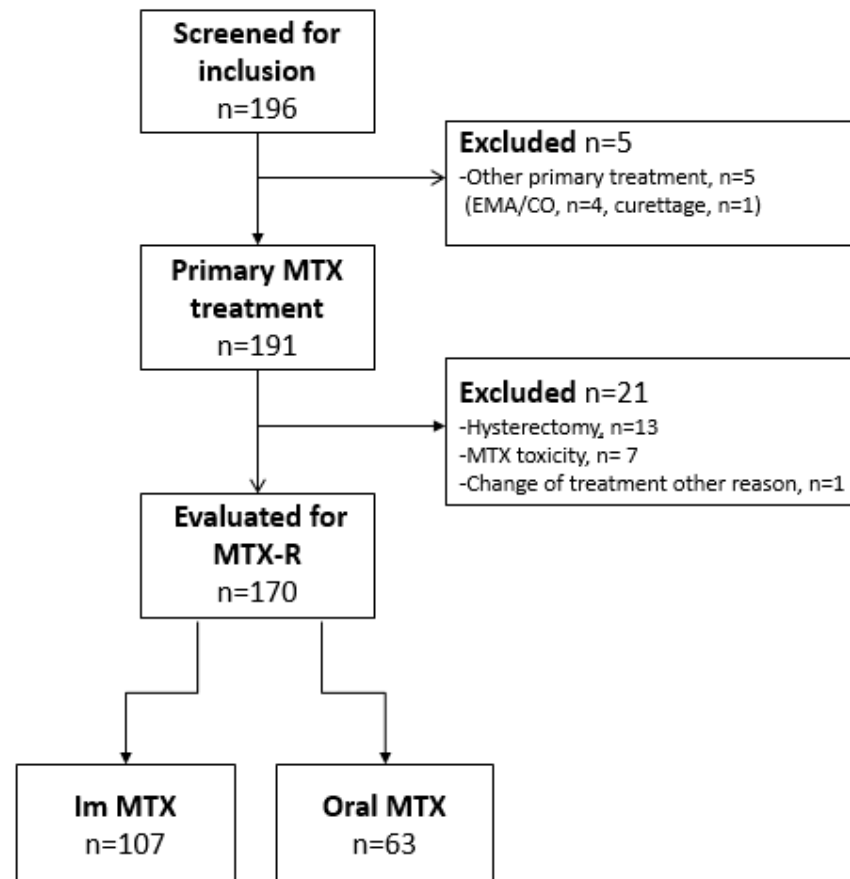 Screened for
inclusion
n=196
Excluded n=5
-Other primary treatment, n=5
(EMA/CO, n=4, curettage, n=1)
Primary MTX
treatment
n=191
Excluded n=21
-Hysterectomy, n=13
-MTX toxicity, n= 7
-Change of treatment other reason, n=1
Evaluated for
MTX-R
n=170
Im MTX
n=107
Oral MTX
n=63